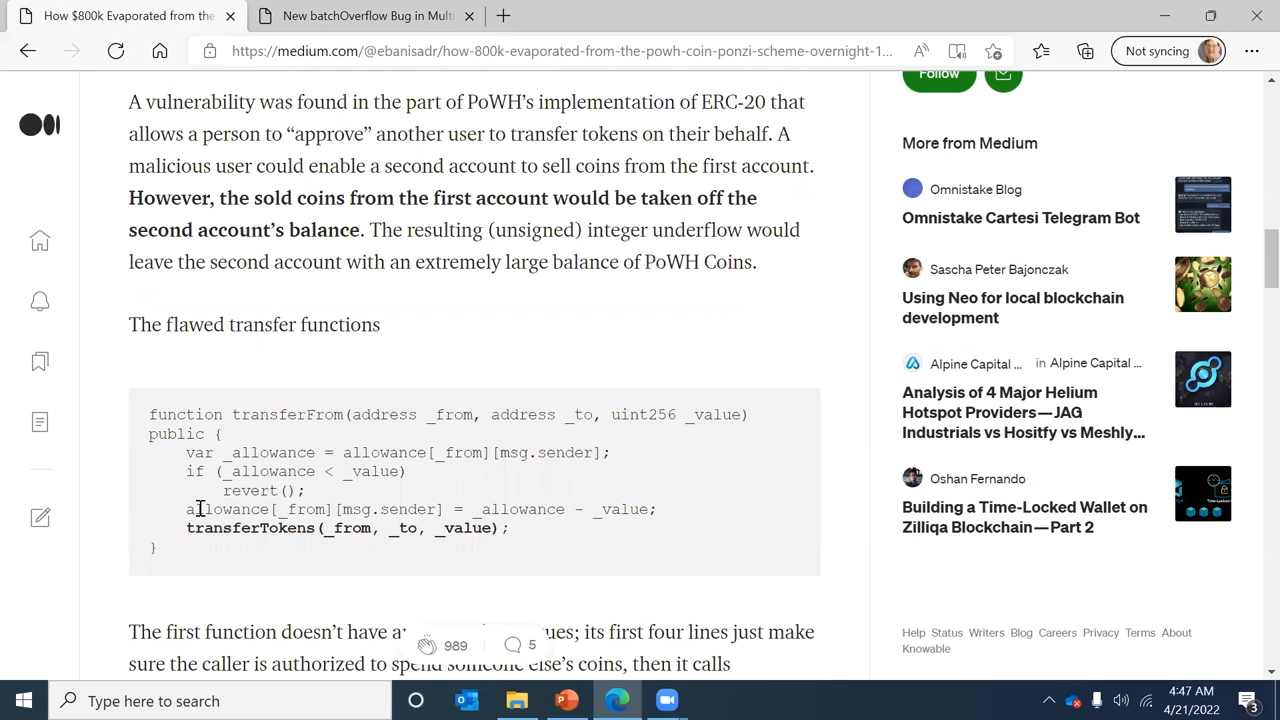 How $800k Evaporated from the
New batchOverflow Bug in Multi
https://medium.com/@ebanisadr/how-800k-evaporated-from-the-powh-coin-ponzi-scheme-overnight-1...
Not syncing
A vulnerability was found in the part of PoWH’s implementation of ERC-20 that
allows a person to “approve” another user to transfer tokens on their behalf. A
malicious user could enable a second account to sell coins from the first account.
However, the sold coins from the first account would be taken off the
second account’s balance. The resulting (unsigned) integer underflow would
leave the second account with an extremely large balance of PoWH Coins.
The flawed transfer functions
function transferFrom(address _from, address _to, uint256 _value)
public {
var _allowance = allowance[_from][msg.sender];
if (_allowance < _value)
revert();
allowance[_from][msg.sender] = _allowance - _value;
transferTokens(_from, _to, _value);
}
The first function doesn’t have ues; its first four lines just make
989
5
sure the caller is authorized to spend someone else’s coins, then it calls
Follow
More from Medium
Omnistake Blog
Omnistake Cartesi Telegram Bot
Sascha Peter Bajonczak
Using Neo for local blockchain
development
Alpine Capital ... in Alpine Capital ...
Analysis of 4 Major Helium
Hotspot Providers — JAG
Industrials vs Hositfy vs Meshly...
Oshan Fernando
Building a Time-Locked Wallet on
Zilliqa Blockchain — Part 2
Help Status Writers Blog Careers Privacy Terms About
Knowable
Type here to search
4:47 AM
4/21/2022
3